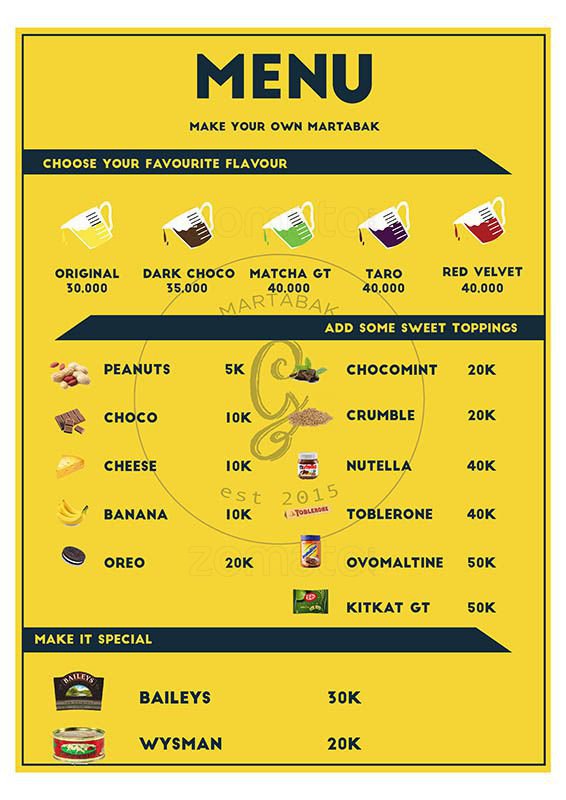 MENU
MAKE YOUR OWN MARTABAK
CHOOSE YOUR FAVOURITE FLAVOUR
ORIGINAL
30,000
DARK CHOCO
35,000
MATCHA GT
40,000
TARO
40,000
RED VELVET
40,000
MARTABAK
G
est 2015
zomato
zomato
ADD SOME SWEET TOPPINGS
PEANUTS 5K
CHOCO 10K
CHEESE 10K
BANANA 10K
OREO 20K
CHOCOMINT 20K
CRUMBLE 20K
NUTELLA 40K
nutella
TOBLERONE 40K
TOBLERONE
OVOMALTINE 50K
KITKAT GT 50K
MAKE IT SPECIAL
BAILEYS
BAILEYS 30K
WYSMAN 20K